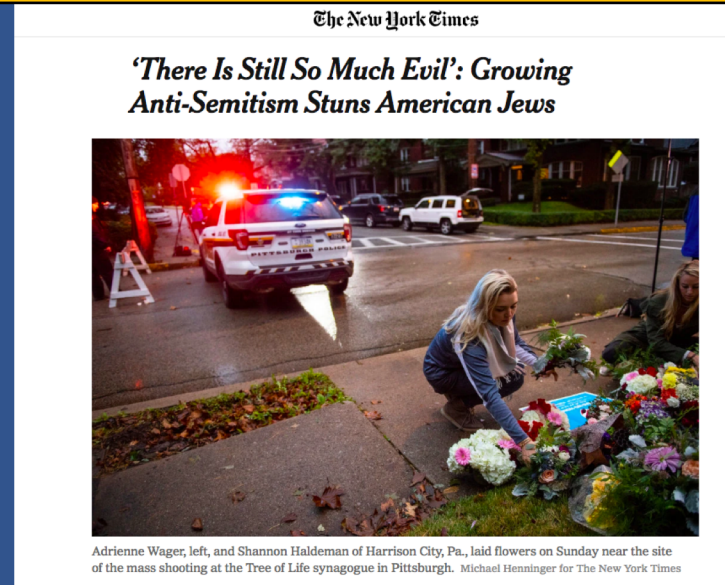 The New York Times
‘There Is Still So Much Evil’: Growing
Anti-Semitism Stuns American Jews
PITTSBURGH POLICE
Adrienne Wager, left, and Shannon Haldeman of Harrison City, Pa., laid flowers on Sunday near the site
of the mass shooting at the Tree of Life synagogue in Pittsburgh. Michael Henninger for The New York Times